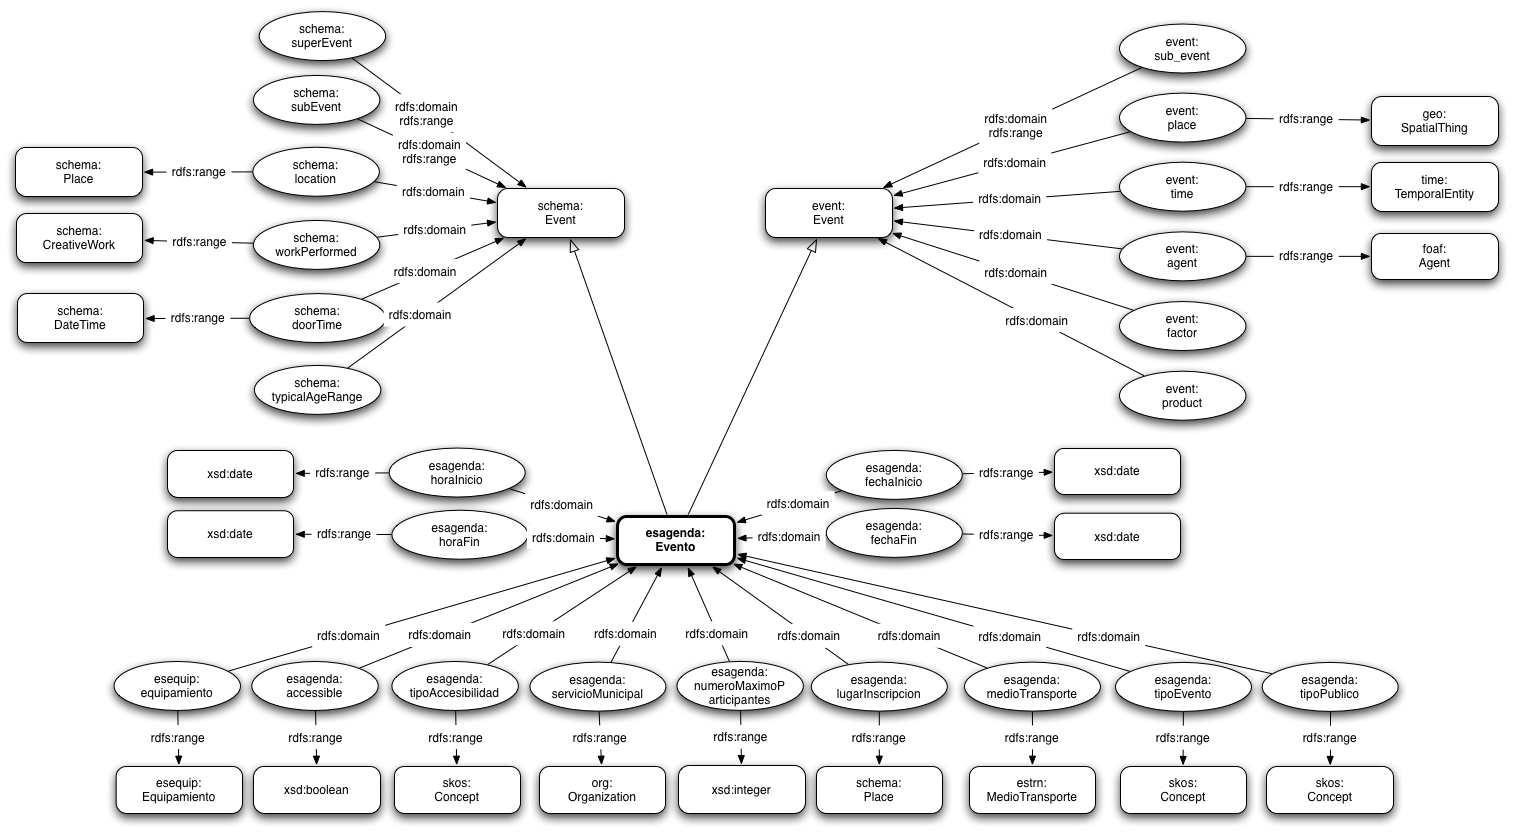 schema:
superEvent
event:
sub_event
schema:
subEvent
rdfs:domain
rdfs:range
event:
place
rdfs:range
geo:
SpatialThing
rdfs:domain
rdfs:range
rdfs:domain
rdfs:range
rdfs:domain
schema:
Place
rdfs:range
schema:
location
rdfs:domain
event:
time
rdfs:range
time:
TemporalEntity
rdfs:domain
schema:
Event
event:
Event
schema:
CreativeWork
rdfs:range
schema:
workPerformed
rdfs:domain
rdfs:domain
event:
agent
rdfs:range
foaf:
Agent
rdfs:domain
rdfs:domain
schema:
DateTime
rdfs:range
schema:
doorTime
rdfs:domain
rdfs:domain
event:
factor
schema:
typicalAgeRange
event:
product
xsd:date
rdfs:range
esagenda:
horaInicio
rdfs:domain
esagenda:
fechaInicio
rdfs:range
xsd:date
rdfs:domain
xsd:date
rdfs:range
esagenda:
horaFin
rdfs:domain
esagenda:
Evento
rdfs:domain
esagenda:
fechaFin
rdfs:range
xsd:date
rdfs:domain
rdfs:domain
rdfs:domain
rdfs:domain
rdfs:domain
rdfs:domain
rdfs:domain
rdfs:domain
rdfs:domain
esequip:
equipamiento
esagenda:
accessible
esagenda:
tipoAccesibilidad
esagenda:
servicioMunicipal
esagenda:
numeroMaximoP
articipantes
esagenda:
lugarInscripcion
esagenda:
medioTransporte
esagenda:
tipoEvento
esagenda:
tipoPublico
rdfs:range
rdfs:range
rdfs:range
rdfs:range
rdfs:range
rdfs:range
rdfs:range
rdfs:range
rdfs:range
esequip:
Equipamiento
xsd:boolean
skos:
Concept
org:
Organization
xsd:integer
schema:
Place
estrn:
MedioTransporte
skos:
Concept
skos:
Concept